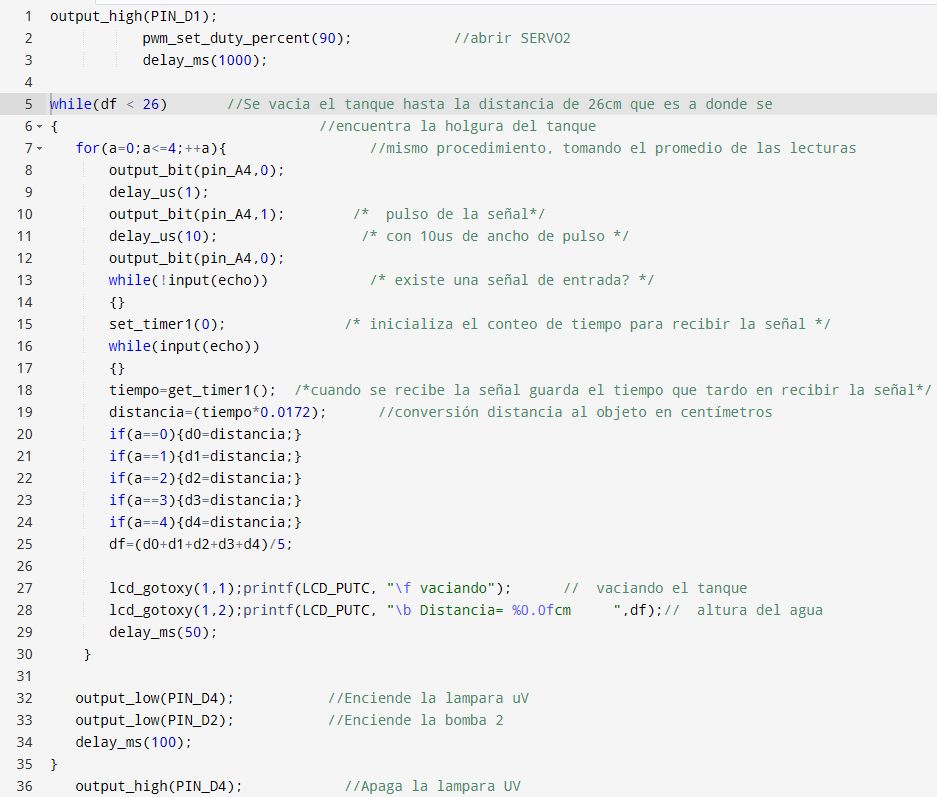 1 output_high(PIN_D1);
2 pwm_set_duty_percent(90); //abrir SERVO2
3 delay_ms(1000);
4
5 while(df < 26) //Se vacia el tanque hasta la distancia de 26cm que es a donde se
6 { //encuentra la holgura del tanque
7 for(a=0;a<=4;++a){ //mismo procedimiento, tomando el promedio de las lecturas
8 output_bit(pin_A4,0);
9 delay_us(1);
10 output_bit(pin_A4,1); /* pulso de la señal*/
11 delay_us(10); /* con 10us de ancho de pulso */
12 output_bit(pin_A4,0);
13 while(!input(echo)) /* existe una señal de entrada? */
14 {}
15 set_timer1(0); /* inicializa el conteo de tiempo para recibir la señal */
16 while(input(echo))
17 {}
18 tiempo=get_timer1(); /*cuando se recibe la señal guarda el tiempo que tardo en recibir la señal*/
19 distancia=(tiempo*0.0172); //conversión distancia al objeto en centímetros
20 if(a==0){d0=distancia;}
21 if(a==1){d1=distancia;}
22 if(a==2){d2=distancia;}
23 if(a==3){d3=distancia;}
24 if(a==4){d4=distancia;}
25 df=(d0+d1+d2+d3+d4)/5;
26
27 lcd_gotoxy(1,1);printf(LCD_PUTC, "\f vaciando"); // vaciando el tanque
28 lcd_gotoxy(1,2);printf(LCD_PUTC, "\b Distancia= %0.0fcm ",df);// altura del agua
29 delay_ms(50);
30 }
31
32 output_low(PIN_D4); //Enciende la lampara uV
33 output_low(PIN_D2); //Enciende la bomba 2
34 delay_ms(100);
35 }
36 output_high(PIN_D4); //Apaga la lampara UV